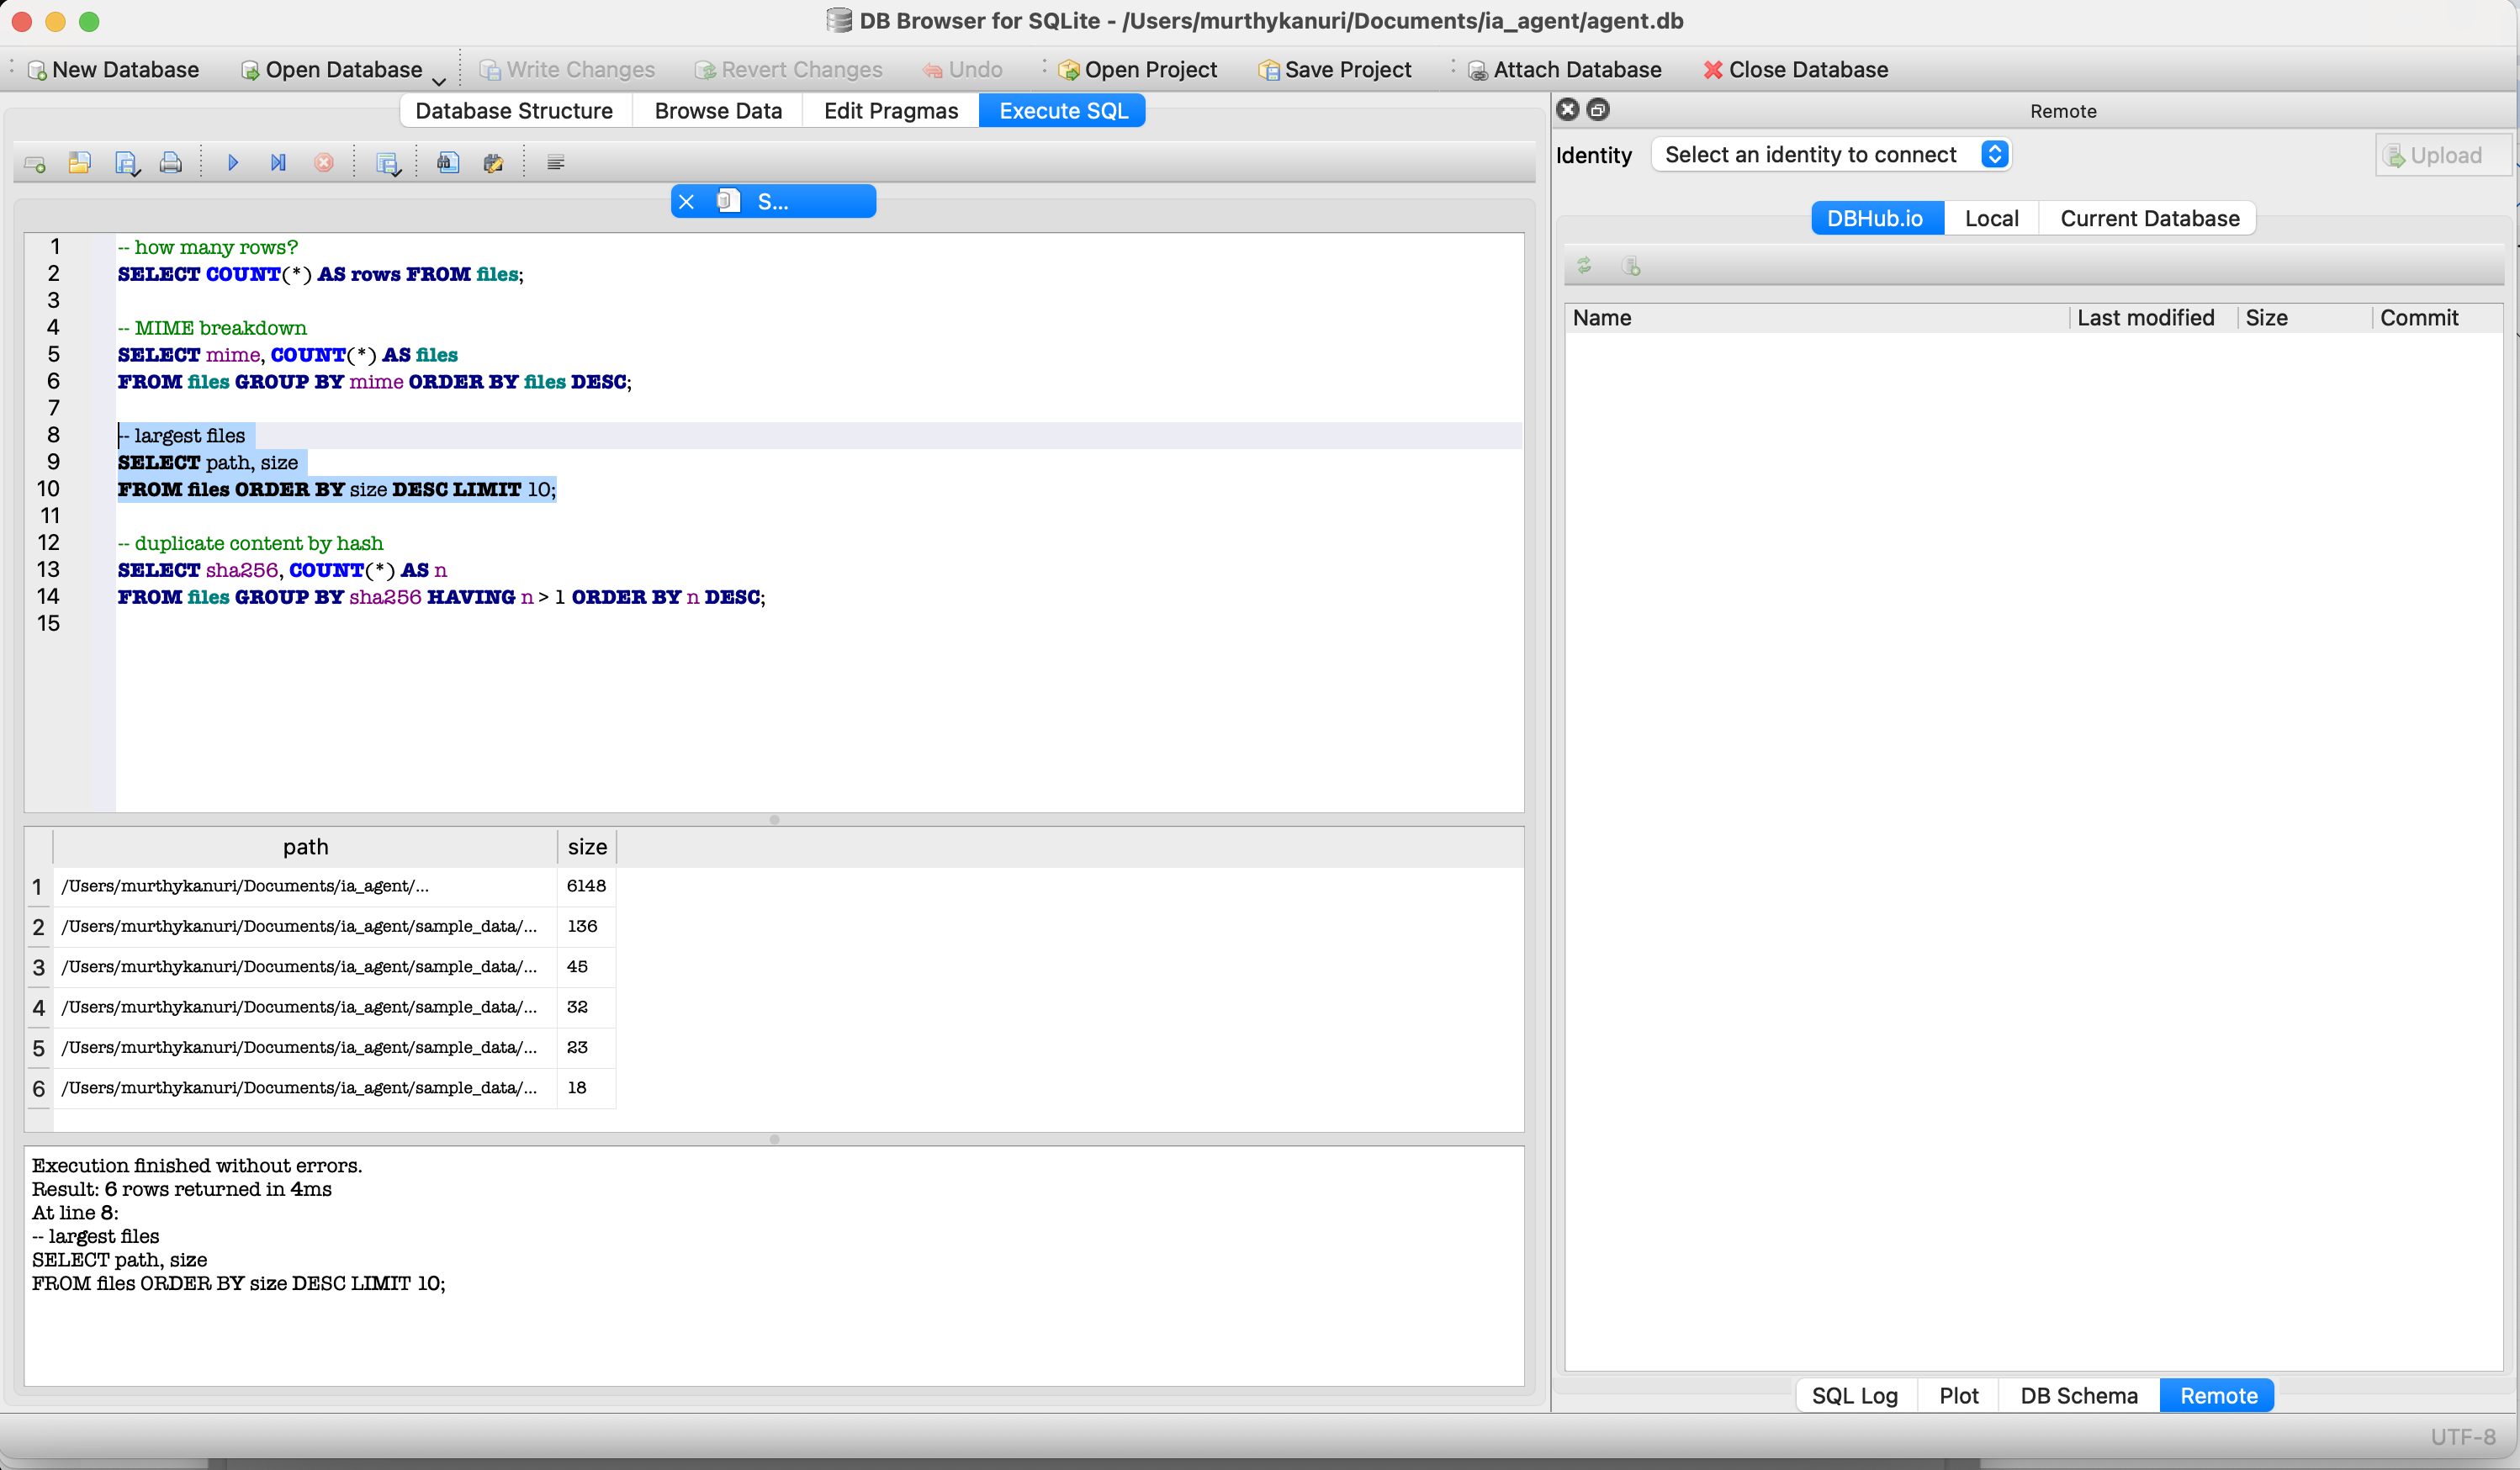 DB Browser for SQLite - /Users/murthykanuri/Documents/ia_agent/agent.db
New Database Open Database Write Changes Revert Changes Undo Open Project Save Project Attach Database Close Database
Database Structure Browse Data Edit Pragmas Execute SQL
S...
1 -- how many rows?
2 SELECT COUNT(*) AS rows FROM files;
3
4 -- MIME breakdown
5 SELECT mime, COUNT(*) AS files
6 FROM files GROUP BY mime ORDER BY files DESC;
7
8 -- largest files
9 SELECT path, size
10 FROM files ORDER BY size DESC LIMIT 10;
11
12 -- duplicate content by hash
13 SELECT sha256, COUNT(*) AS n
14 FROM files GROUP BY sha256 HAVING n > 1 ORDER BY n DESC;
15
path size
1 /Users/murthykanuri/Documents/ia_agent/... 6148
2 /Users/murthykanuri/Documents/ia_agent/sample_data/... 136
3 /Users/murthykanuri/Documents/ia_agent/sample_data/... 45
4 /Users/murthykanuri/Documents/ia_agent/sample_data/... 32
5 /Users/murthykanuri/Documents/ia_agent/sample_data/... 23
6 /Users/murthykanuri/Documents/ia_agent/sample_data/... 18
Execution finished without errors.
Result: 6 rows returned in 4ms
At line 8:
-- largest files
SELECT path, size
FROM files ORDER BY size DESC LIMIT 10;
Remote
Identity Select an identity to connect Upload
DBHub.io Local Current Database
Name Last modified Size Commit
SQL Log Plot DB Schema Remote
UTF-8